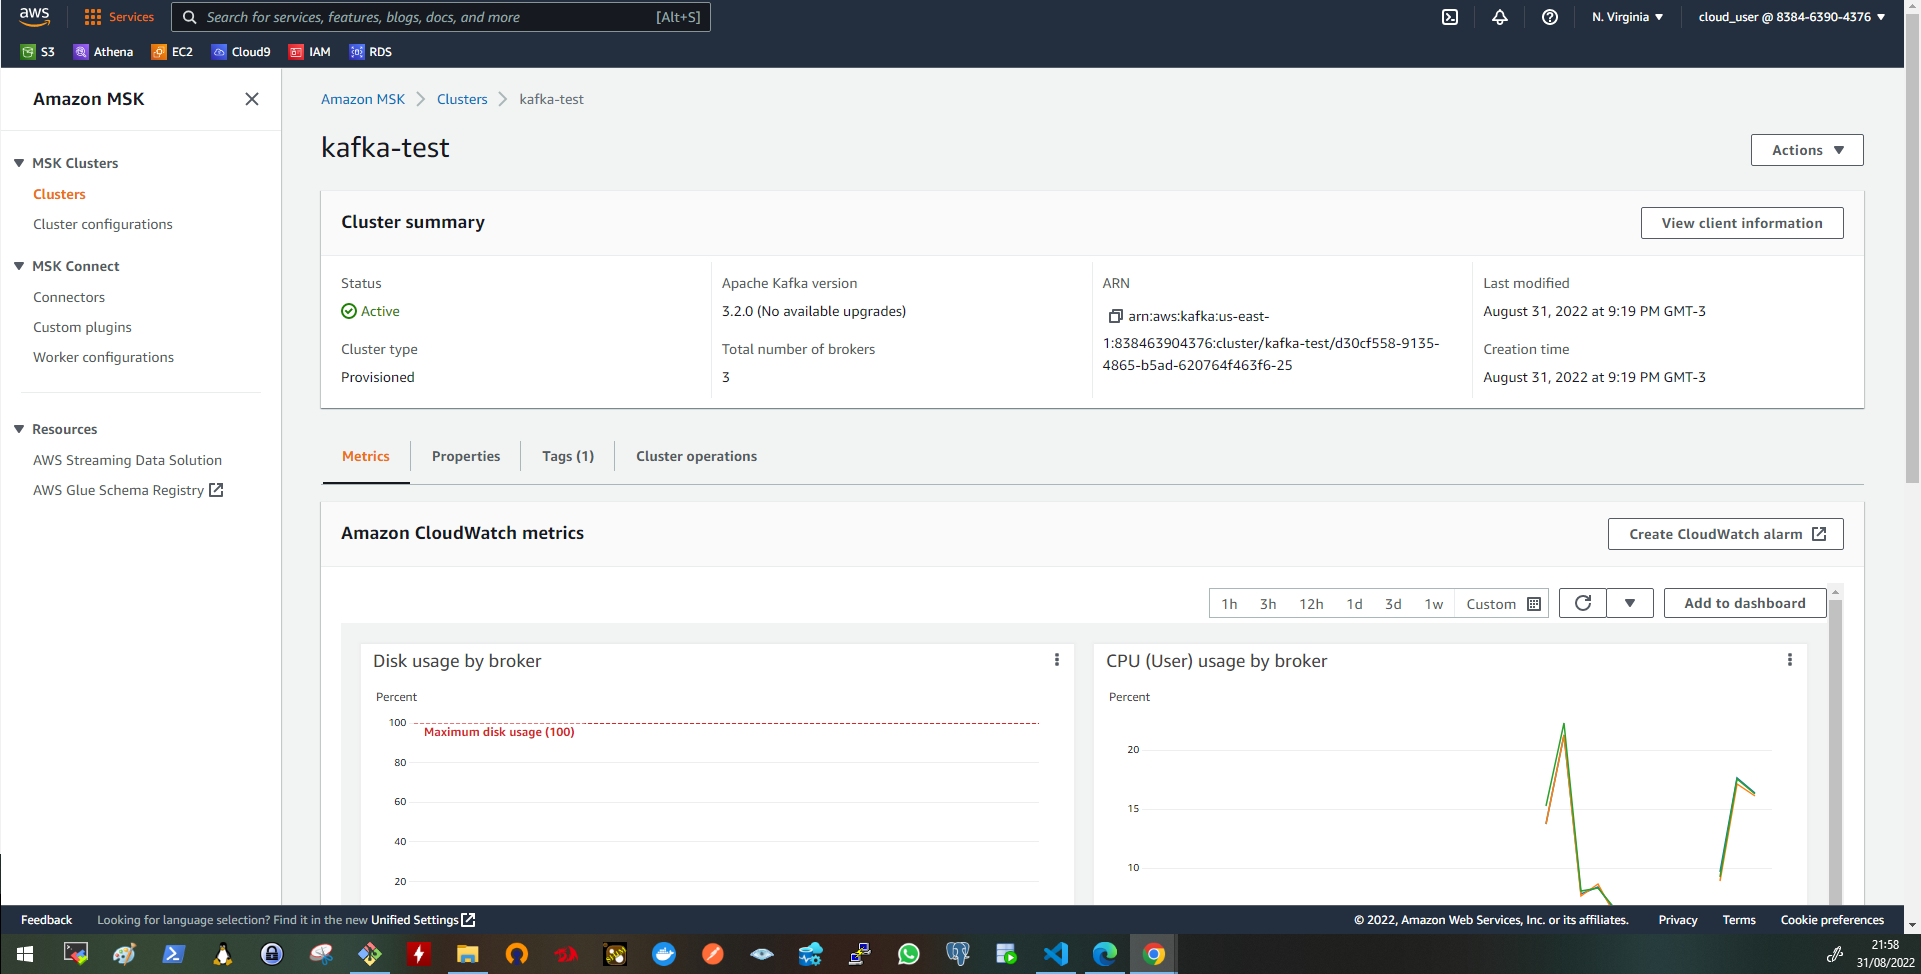 aws
Services
Search for services, features, blogs, docs, and more
[Alt+S]
N. Virginia
cloud_user @ 8384-6390-4376
S3
Athena
EC2
Cloud9
IAM
RDS
Amazon MSK
MSK Clusters
Clusters
Cluster configurations
MSK Connect
Connectors
Custom plugins
Worker configurations
Resources
AWS Streaming Data Solution
AWS Glue Schema Registry
Amazon MSK
Clusters
kafka-test
kafka-test
Actions
Cluster summary
View client information
Status
Active
Cluster type
Provisioned
Apache Kafka version
3.2.0 (No available upgrades)
Total number of brokers
3
ARN
arn:aws:kafka:us-east-
1:838463904376:cluster/kafka-test/d30cf558-9135-
4865-b5ad-620764f463f6-25
Last modified
August 31, 2022 at 9:19 PM GMT-3
Creation time
August 31, 2022 at 9:19 PM GMT-3
Metrics
Properties
Tags (1)
Cluster operations
Amazon CloudWatch metrics
Create CloudWatch alarm
1h
3h
12h
1d
3d
1w
Custom
Add to dashboard
Disk usage by broker
Percent
100
Maximum disk usage (100)
80
60
40
20
CPU (User) usage by broker
Percent
20
15
10
Feedback
Looking for language selection? Find it in the new Unified Settings
© 2022, Amazon Web Services, Inc. or its affiliates.
Privacy
Terms
Cookie preferences
21:58
31/08/2022